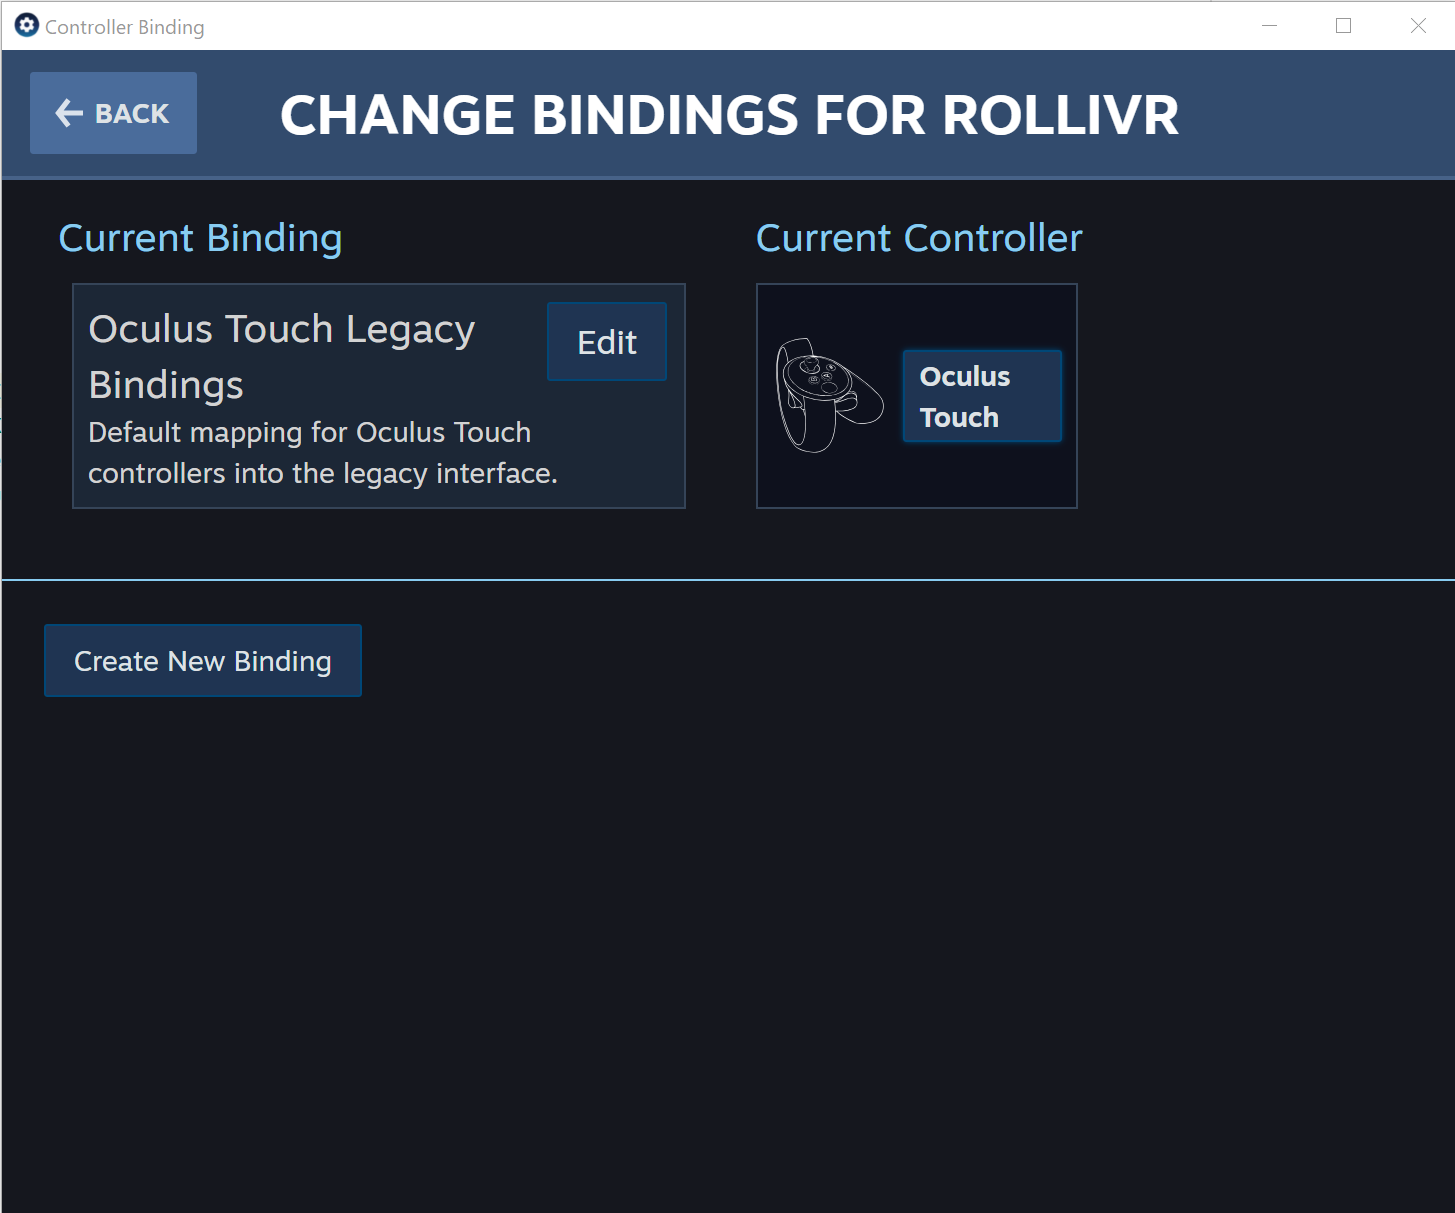 Controller Binding
BACK
CHANGE BINDINGS FOR ROLLIVR
Current Binding
Oculus Touch Legacy
Bindings
Edit
Default mapping for Oculus Touch
controllers into the legacy interface.
Current Controller
Oculus
Touch
Create New Binding